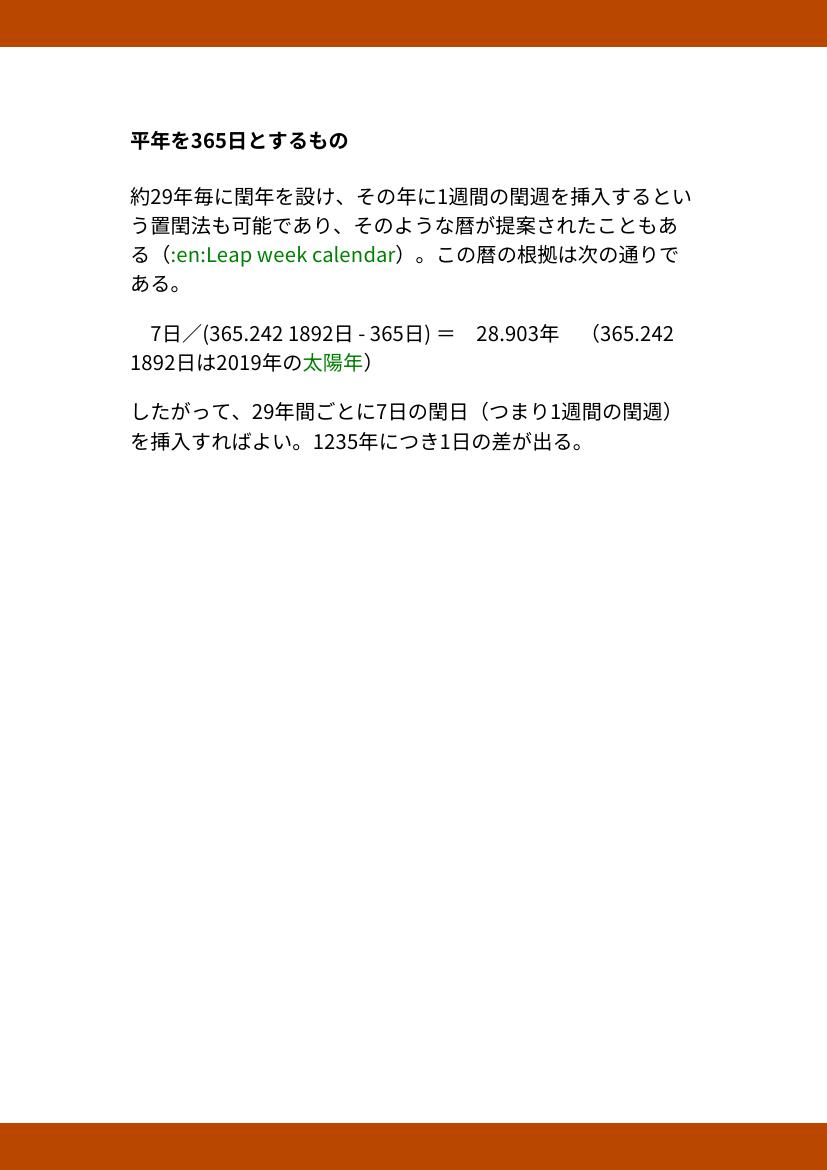 平年を365日とするもの
約29年毎に閏年を設け、その年に1週間の閏週を挿入するとい
う置閏法も可能であり、そのような暦が提案されたこともあ
る（:en:Leap week calendar）。この暦の根拠は次の通りで
ある。
　7日／(365.242 1892日 - 365日) ＝　28.903年　（365.242
1892日は2019年の太陽年）
したがって、29年間ごとに7日の閏日（つまり1週間の閏週）
を挿入すればよい。1235年につき1日の差が出る。